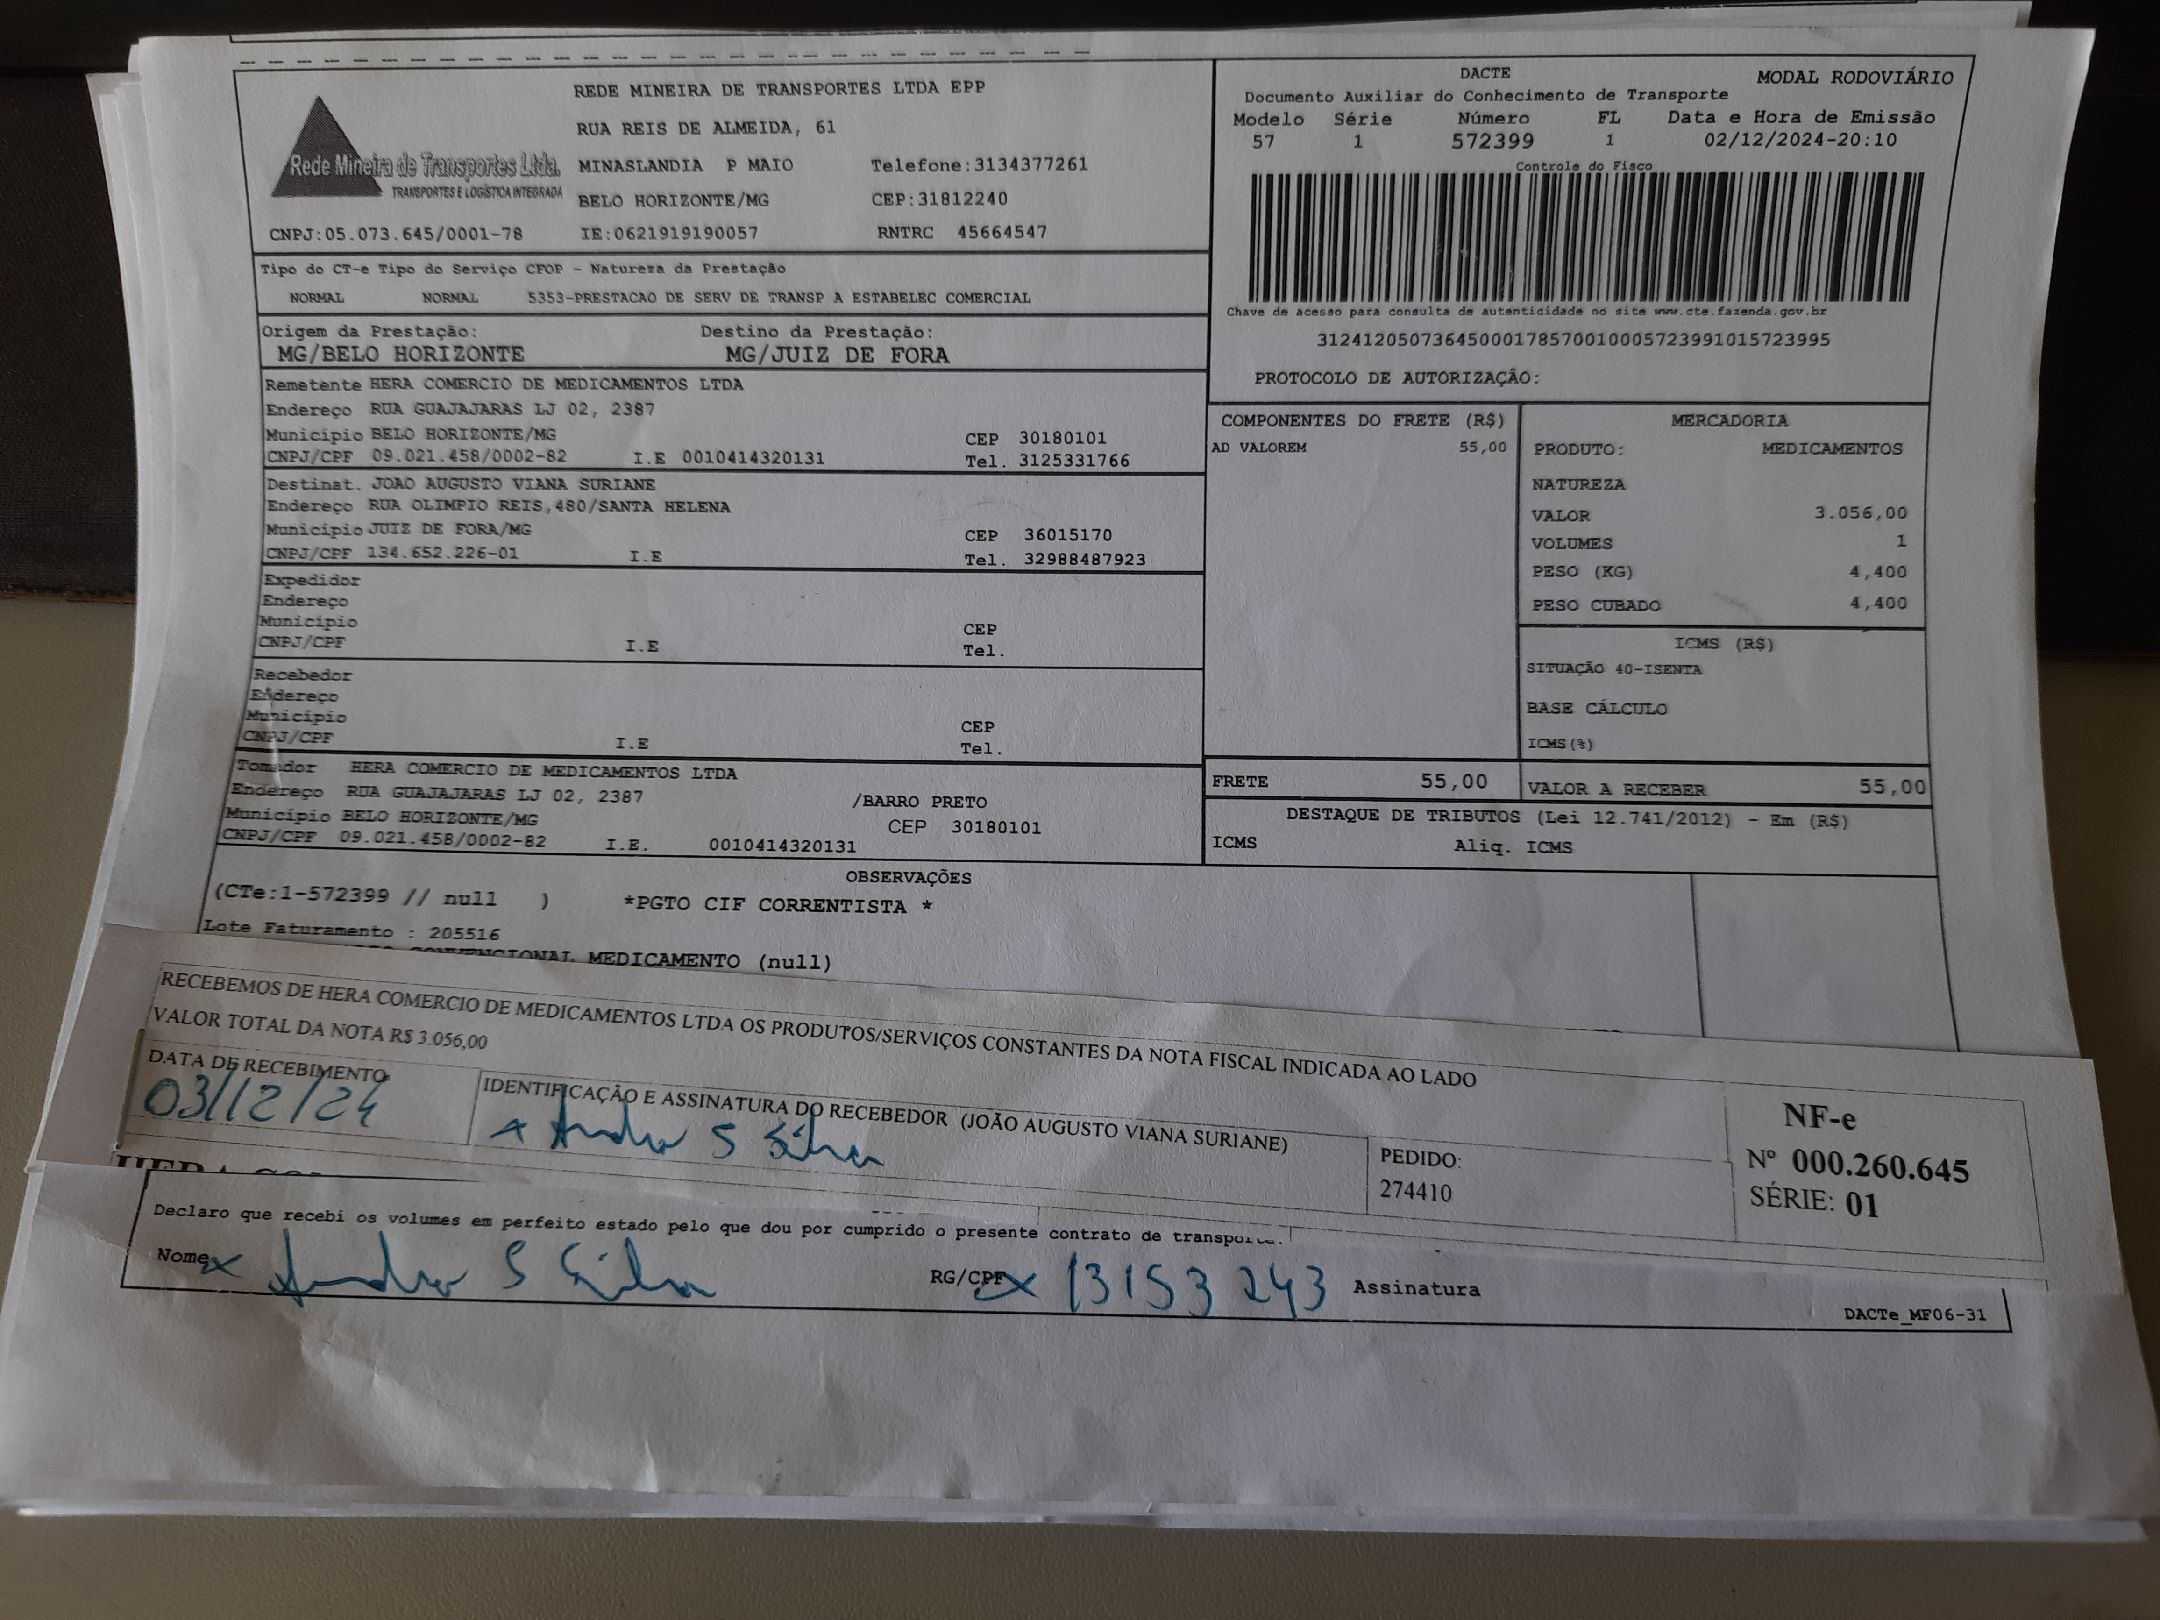 REDE MINEIRA DE TRANSPORTES LTDA EPP
RUA REIS DE ALMEIDA, 61
Rede Mineira de Transportes Ltda.
TRANSPORTES E LOGÍSTICA INTEGRADA
MINASLANDIA P MAIO Telefone:3134377261
BELO HORIZONTE/MG CEP:31812240
CNPJ:05.073.645/0001-78 IE:0621919190057 RNTRC 45664547
DACTE MODAL RODOVIÁRIO
Documento Auxiliar do Conhecimento de Transporte
Modelo Série Número FL Data e Hora de Emissão
57 1 572399 1 02/12/2024-20:10
Controle do Fisco
Chave de acesso para consulta de autenticidade no site www.cte.fazenda.gov.br
31241205073645000178570010005723991015723995
PROTOCOLO DE AUTORIZAÇÃO:
Tipo do CT-e Tipo do Serviço CFOP - Natureza da Prestação
NORMAL NORMAL 5353-PRESTACAO DE SERV DE TRANSP A ESTABELEC COMERCIAL
Origem da Prestação: Destino da Prestação:
MG/BELO HORIZONTE MG/JUIZ DE FORA
Remetente HERA COMERCIO DE MEDICAMENTOS LTDA
Endereço RUA GUAJAJARAS LJ 02, 2387
Município BELO HORIZONTE/MG CEP 30180101
CNPJ/CPF 09.021.458/0002-82 I.E 0010414320131 Tel. 3125331766
Destinat. JOAO AUGUSTO VIANA SURIANE
Endereço RUA OLIMPIO REIS,480/SANTA HELENA
Município JUIZ DE FORA/MG CEP 36015170
CNPJ/CPF 134.652.226-01 I.E Tel. 32988487923
Expedidor
Endereço
Município CEP
CNPJ/CPF I.E Tel.
Recebedor
Endereço
Município CEP
CNPJ/CPF I.E Tel.
Tomador HERA COMERCIO DE MEDICAMENTOS LTDA
Endereço RUA GUAJAJARAS LJ 02, 2387 /BARRO PRETO
Município BELO HORIZONTE/MG CEP 30180101
CNPJ/CPF 09.021.458/0002-82 I.E. 0010414320131
COMPONENTES DO FRETE (R$)
AD VALOREM 55,00
MERCADORIA
PRODUTO: MEDICAMENTOS
NATUREZA
VALOR 3.056,00
VOLUMES 1
PESO (KG) 4,400
PESO CUBADO 4,400
ICMS (R$)
SITUAÇÃO 40-ISENTA
BASE CÁLCULO
ICMS(%)
FRETE 55,00 VALOR A RECEBER 55,00
DESTAQUE DE TRIBUTOS (Lei 12.741/2012) - Em (R$)
ICMS Aliq. ICMS
OBSERVAÇÕES
(CTe:1-572399 // null ) *PGTO CIF CORRENTISTA *
Lote Faturamento : 205516
CONVENCIONAL MEDICAMENTO (null)
RECEBEMOS DE HERA COMERCIO DE MEDICAMENTOS LTDA OS PRODUTOS/SERVIÇOS CONSTANTES DA NOTA FISCAL INDICADA AO LADO
VALOR TOTAL DA NOTA R$ 3.056,00
DATA DE RECEBIMENTO IDENTIFICAÇÃO E ASSINATURA DO RECEBEDOR (JOÃO AUGUSTO VIANA SURIANE)
03/12/24
S Silva
PEDIDO:
274410
NF-e
Nº 000.260.645
SÉRIE: 01
Declaro que recebi os volumes em perfeito estado pelo que dou por cumprido o presente contrato de transporte.
Nome x S Silva RG/CPF x 13153243 Assinatura
DACTe_MF06-31